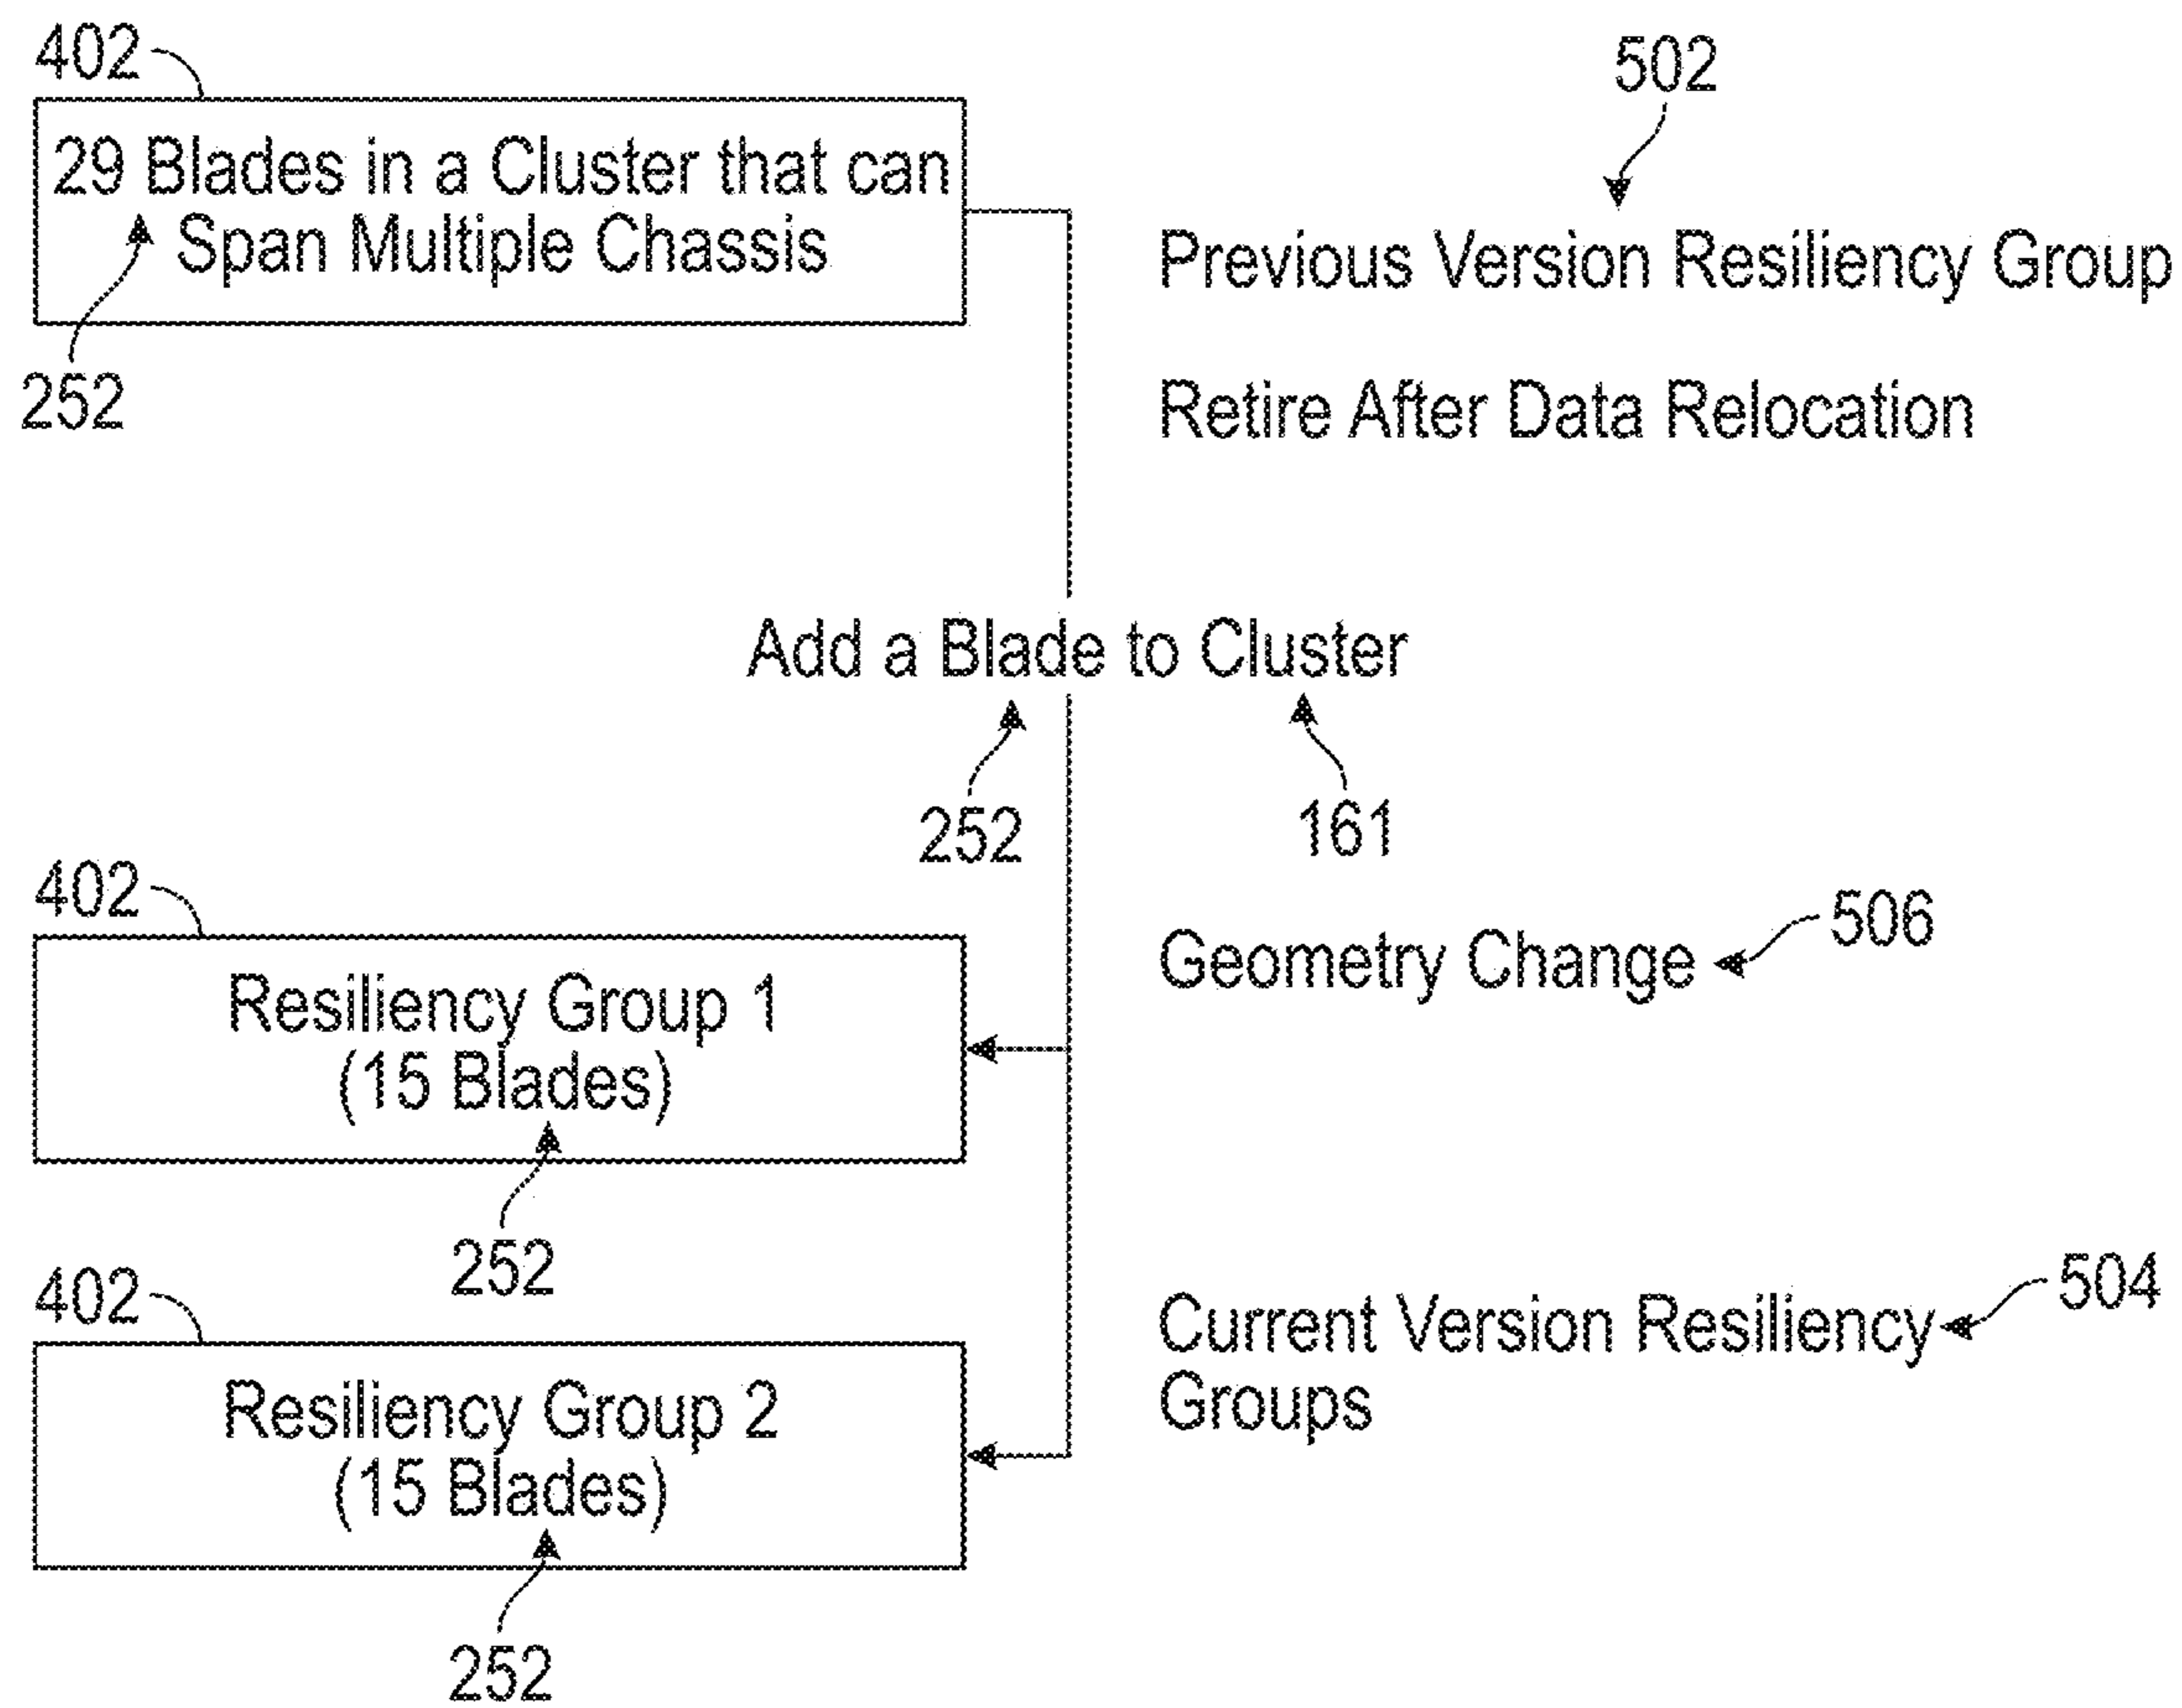 402
502
29 Blades in a Cluster that can
Span Multiple Chassis
252
Previous Version Resiliency Group
Retire After Data Relocation
Add a Blade to Cluster
252
161
402
506
Geometry Change
Resiliency Group 1
(15 Blades)
252
402
504
Current Version Resiliency
Groups
Resiliency Group 2
(15 Blades)
252